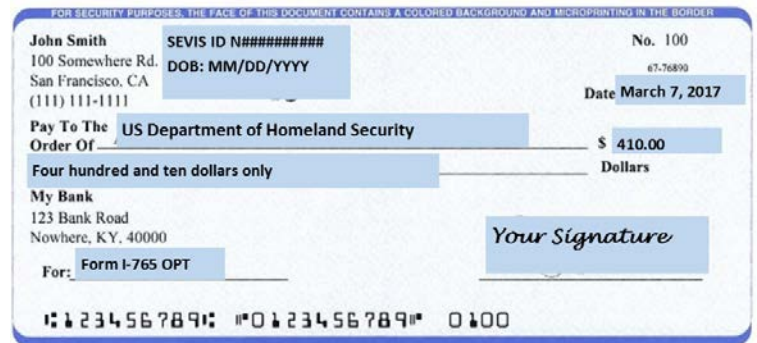 FOR SECURITY PURPOSES, THE FACE OF THIS DOCUMENT CONTAINS A COLORED BACKGROUND AND MICROPRINTING IN THE BORDER
John Smith
SEVIS ID N##########
No. 100
100 Somewhere Rd.
DOB: MM/DD/YYYY
67-76890
San Francisco, CA
(111) 111-1111
Date March 7, 2017
Pay To The
Order Of US Department of Homeland Security
$ 410.00
Four hundred and ten dollars only
Dollars
My Bank
123 Bank Road
Nowhere, KY. 40000
Your Signature
For: Form I-765 OPT
⑆123456789⑆ ⑈0123456789⑈ 0100